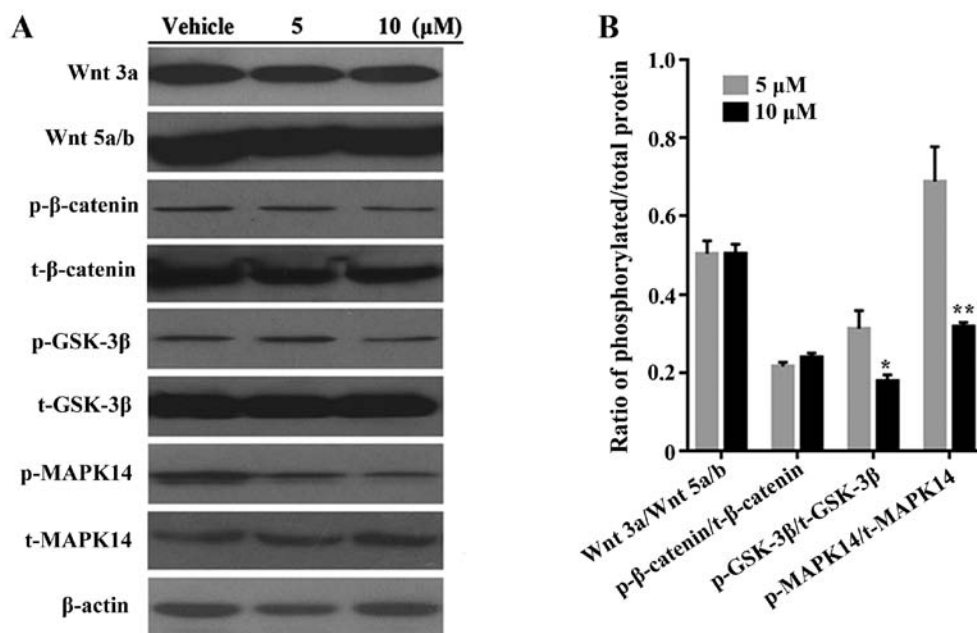 A
Vehicle 5 10 (μM)
Wnt 3a
Wnt 5a/b
p-β-catenin
t-β-catenin
p-GSK-3β
t-GSK-3β
p-MAPK14
t-MAPK14
β-actin
B
Ratio of phosphorylated/total protein
1.0
0.8
0.6
0.4
0.2
0
5 μM
10 μM
*
**
Wnt 3a/Wnt 5a/b
p-β-catenin/t-β-catenin
p-GSK-3β/t-GSK-3β
p-MAPK14/t-MAPK14